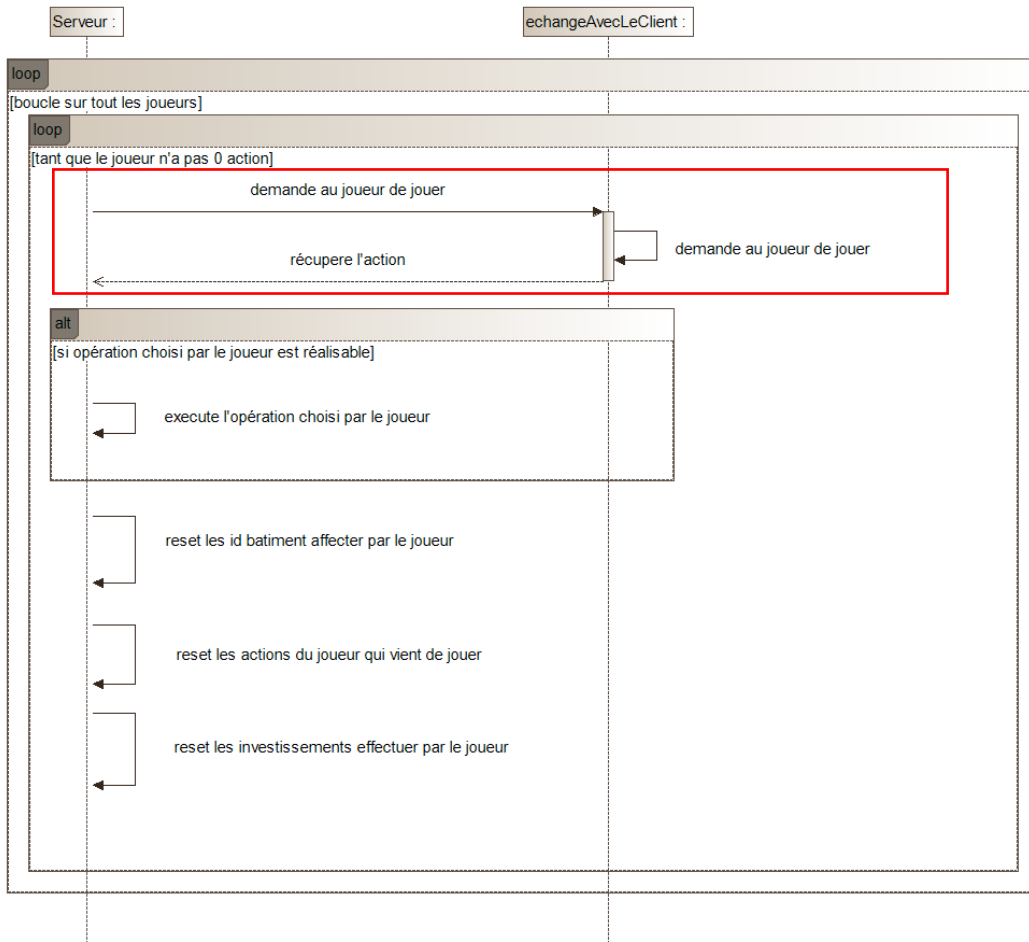 Serveur :
echangeAvecLeClient :
loop
[boucle sur tout les joueurs]
loop
[tant que le joueur n'a pas 0 action]
demande au joueur de jouer
demande au joueur de jouer
récupere l'action
alt
[si opération choisi par le joueur est réalisable]
execute l'opération choisi par le joueur
reset les id batiment affecter par le joueur
reset les actions du joueur qui vient de jouer
reset les investissements effectuer par le joueur